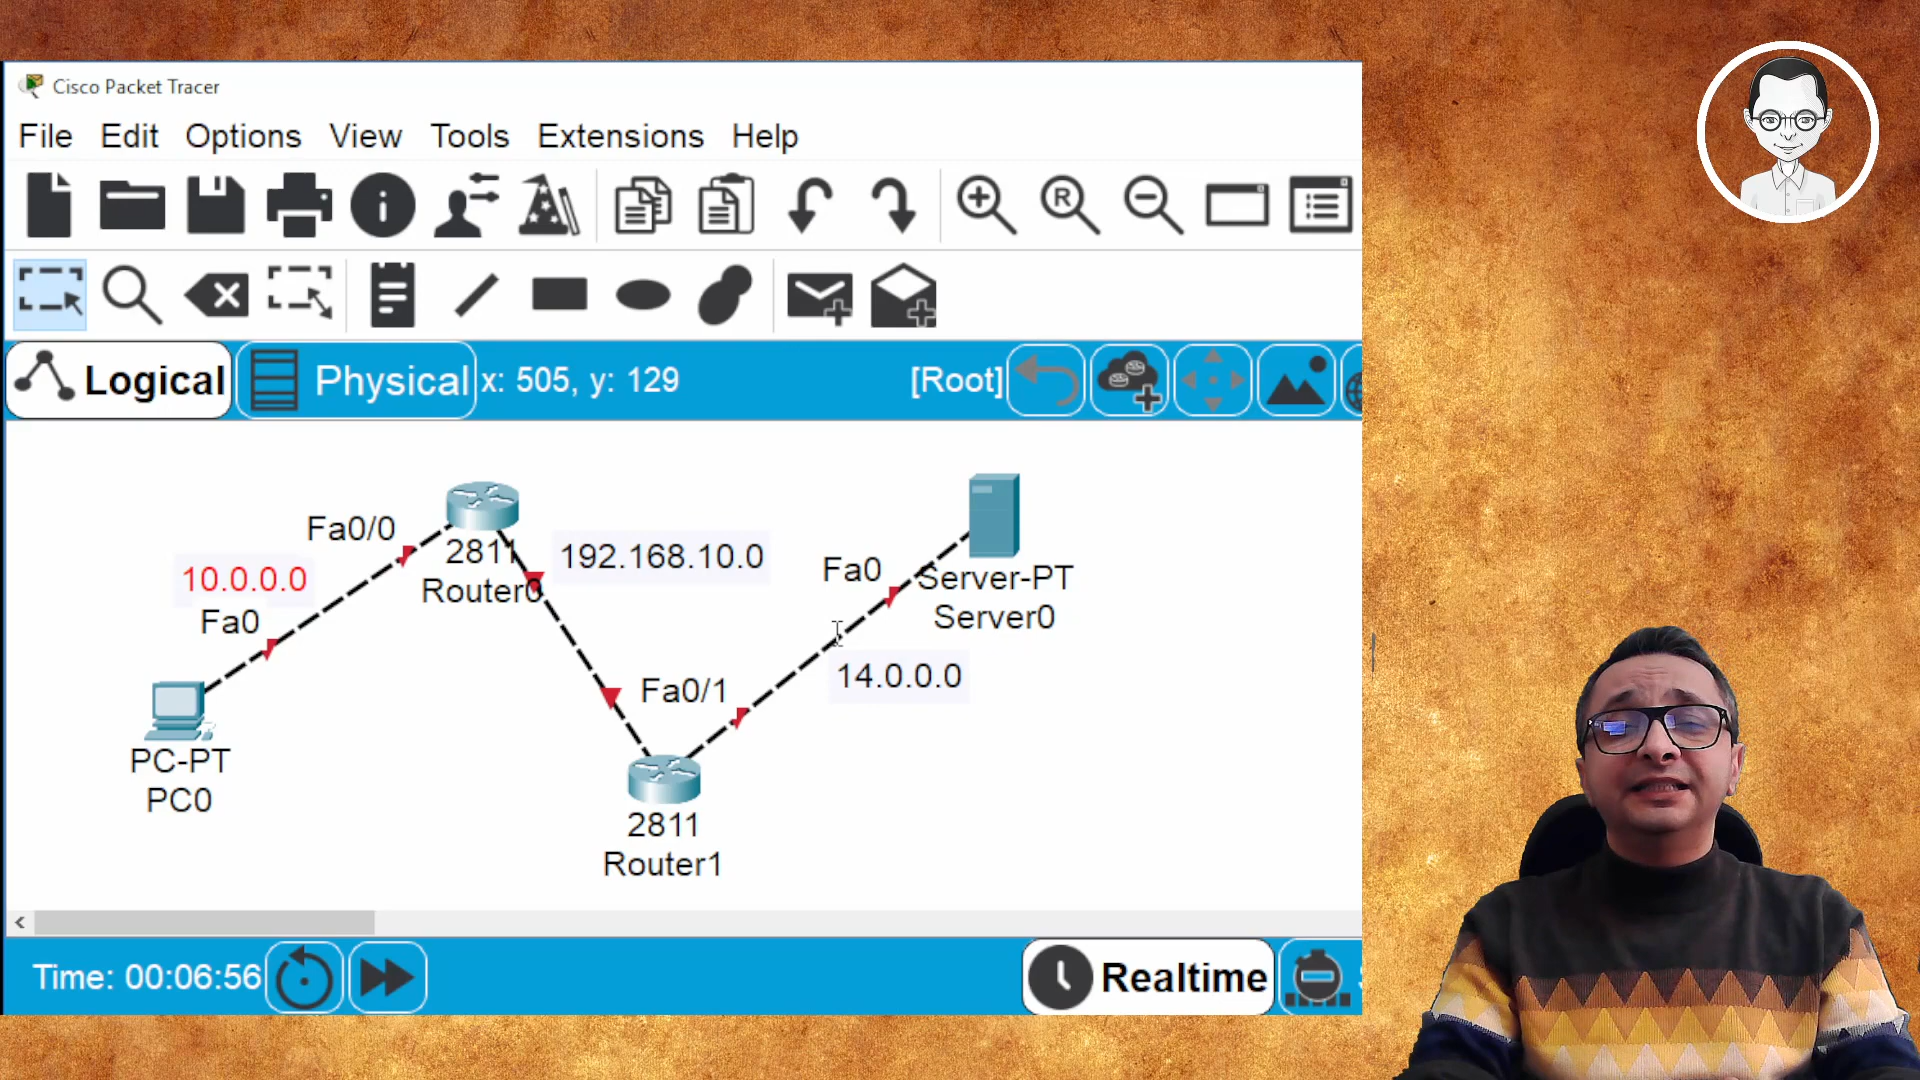 Cisco Packet Tracer
File Edit Options View Tools Extensions Help
R
Logical Physical x: 505, y: 129 [Root]
Fa0/0
2811
Router0
192.168.10.0
10.0.0.0
Fa0
Fa0
Server-PT
Server0
14.0.0.0
Fa0/1
PC-PT
PC0
2811
Router1
Time: 00:06:56 Realtime